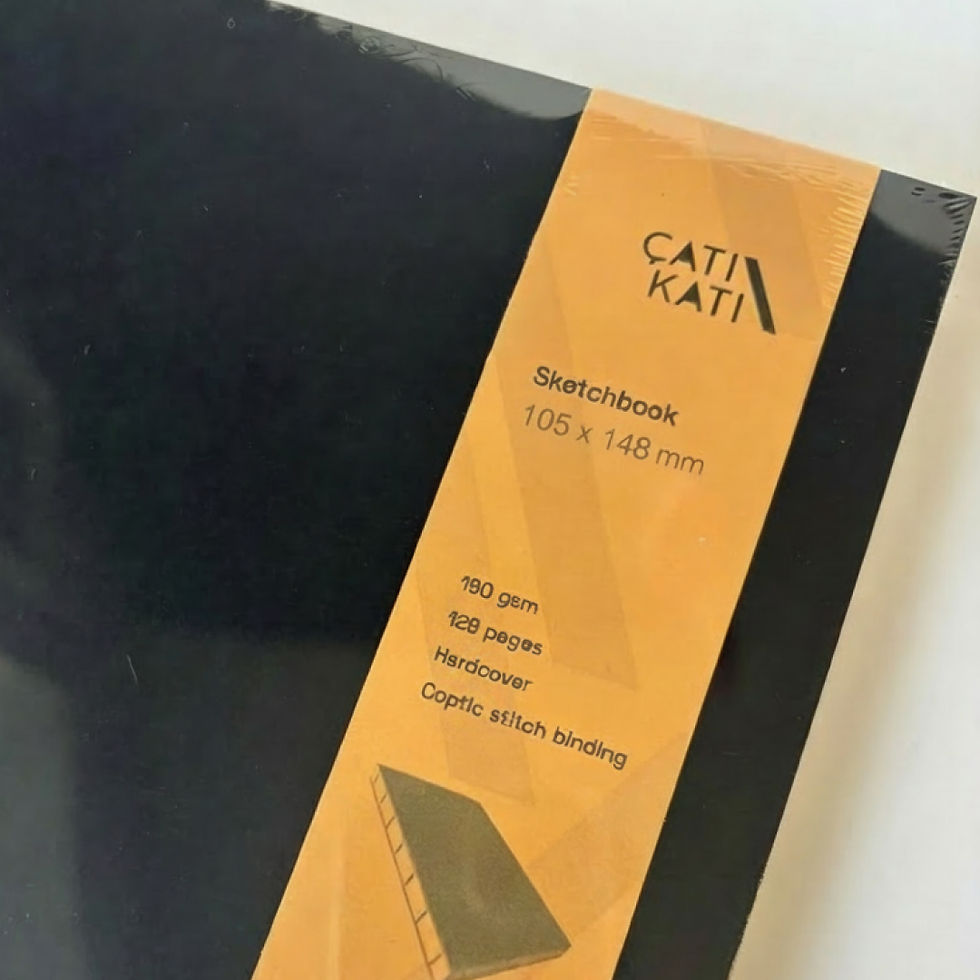 ÇATI
KATI
Sketchbook
105 x 148 mm
190 gsm
128 pages
Hardcover
Coptic stitch binding